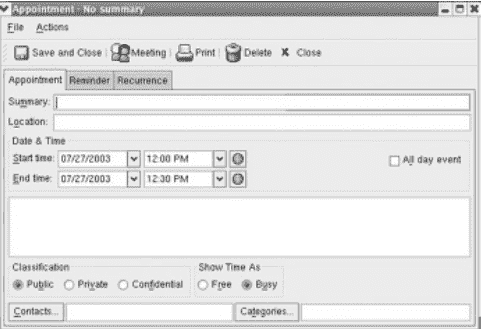 Appointment - No summary
File Actions
Save and Close Meeting Print Delete Close
Appointment Reminder Recurrence
Summary:
Location:
Date & Time
Start time: 07/27/2003 12:00 PM All day event
End time: 07/27/2003 12:30 PM
Classification Show Time As
Public Private Confidential Free Busy
Contacts... Categories...